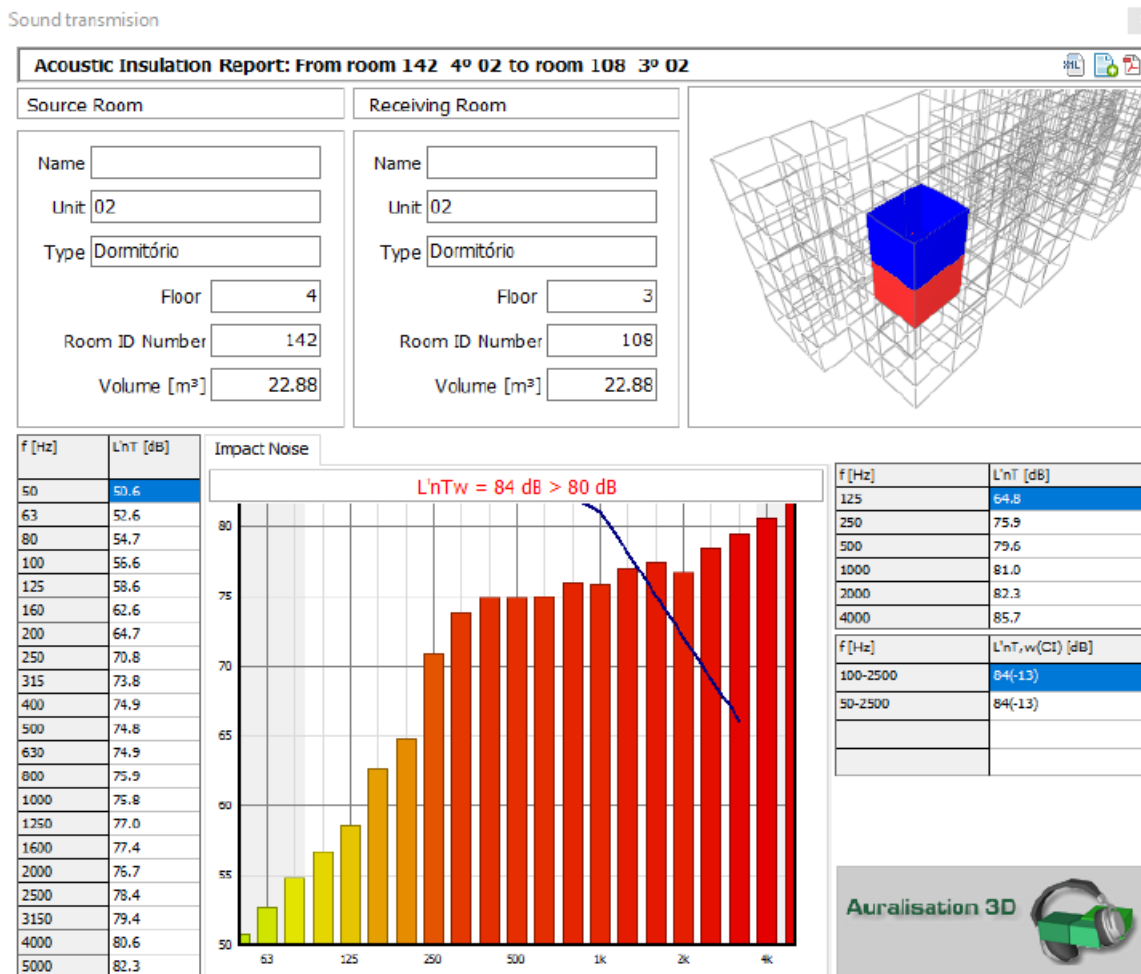 Sound transmision
Acoustic Insulation Report: From room 142 4º 02 to room 108 3º 02
XML
Source Room
Receiving Room
Name
Unit 02
Type Dormitório
Floor 4
Room ID Number 142
Volume [m³] 22.88
Name
Unit 02
Type Dormitório
Floor 3
Room ID Number 108
Volume [m³] 22.88
f [Hz] L'nT [dB]
50 50.6
63 52.6
80 54.7
100 56.6
125 58.6
160 62.6
200 64.7
250 70.8
315 73.8
400 74.9
500 74.8
630 74.9
800 75.9
1000 75.8
1250 77.0
1600 77.4
2000 76.7
2500 78.4
3150 79.4
4000 80.6
5000 82.3
Impact Noise
L'nTw = 84 dB > 80 dB
80
75
70
65
60
55
50
63 125 250 500 1k 2k 4k
f [Hz] L'nT [dB]
125 64.8
250 75.9
500 79.6
1000 81.0
2000 82.3
4000 85.7
f [Hz] L'nT,w(CI) [dB]
100-2500 84(-13)
50-2500 84(-13)
Auralisation 3D